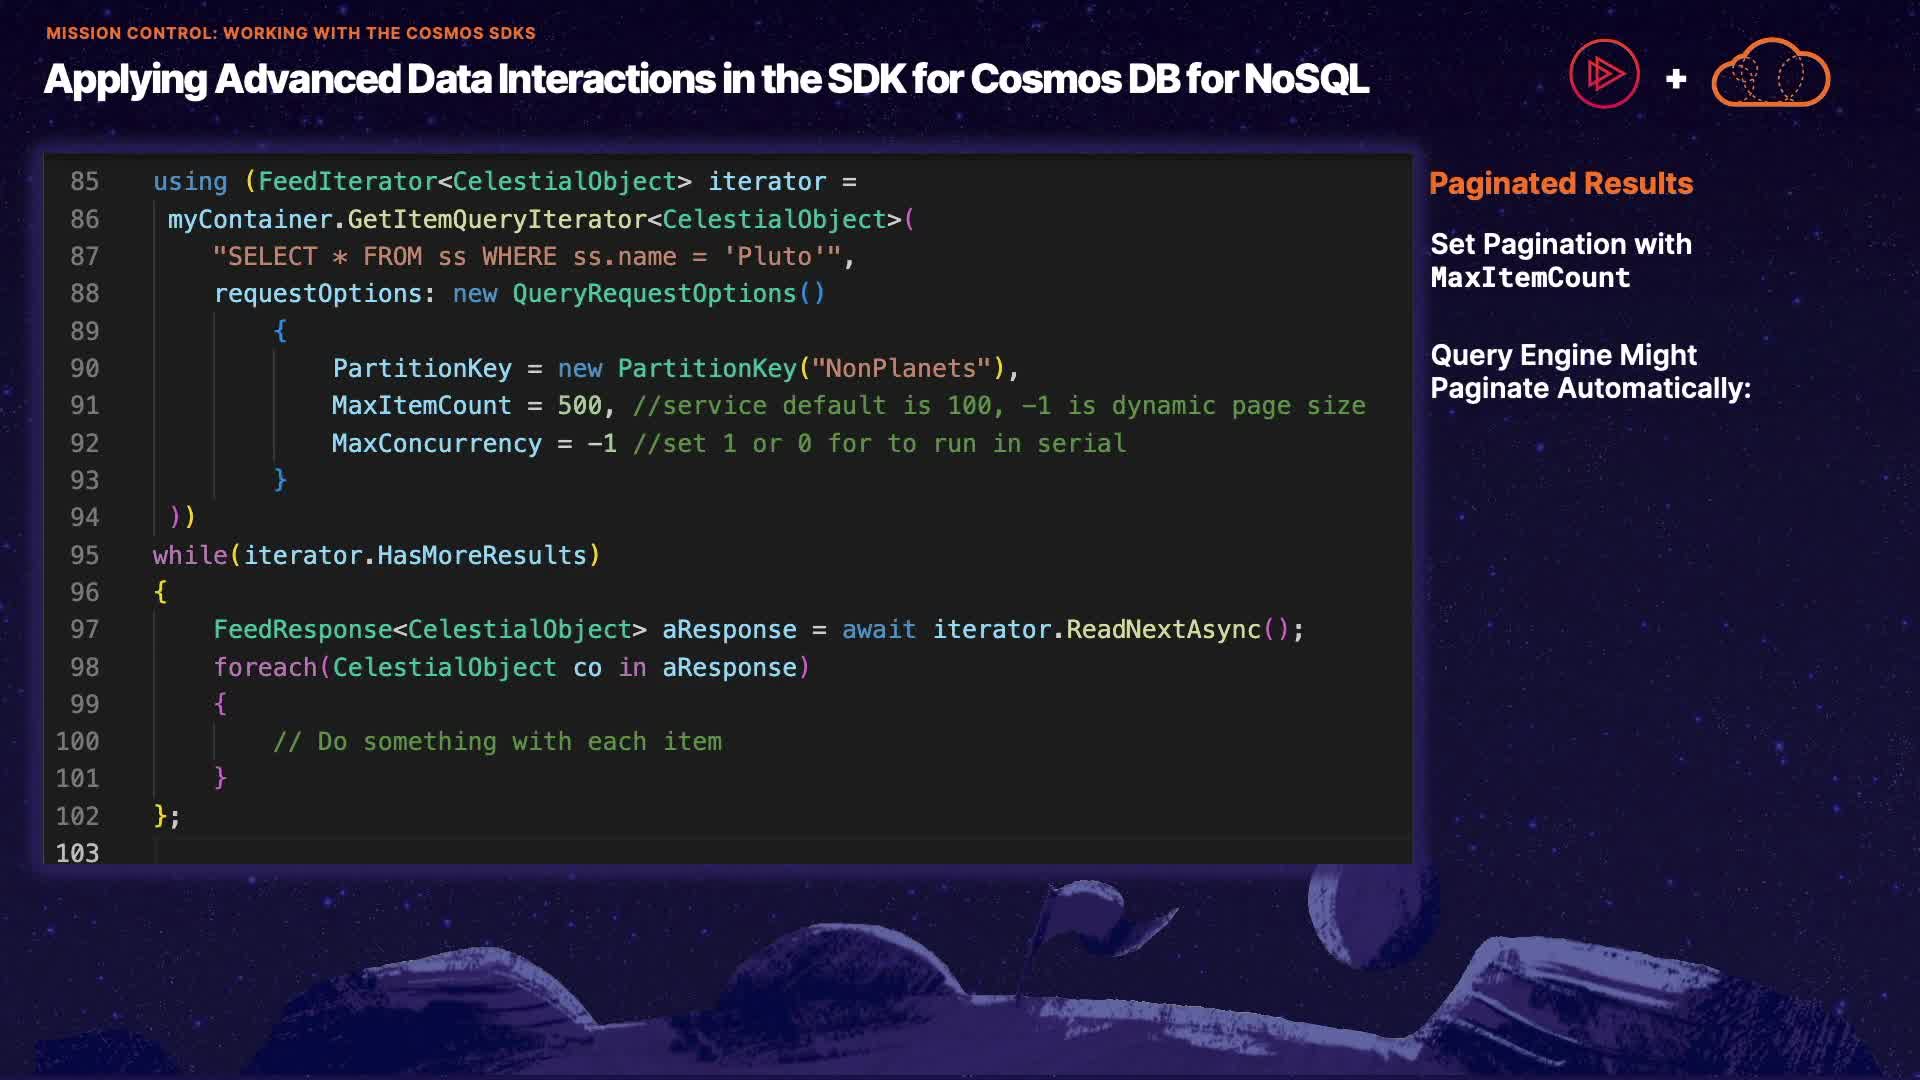 MISSION CONTROL: WORKING WITH THE COSMOS SDKS
Applying Advanced Data Interactions in the SDK for Cosmos DB for NoSQL
+
85 using (FeedIterator<CelestialObject> iterator =
86 myContainer.GetItemQueryIterator<CelestialObject>(
87 "SELECT * FROM ss WHERE ss.name = 'Pluto'",
88 requestOptions: new QueryRequestOptions()
89 {
90 PartitionKey = new PartitionKey("NonPlanets"),
91 MaxItemCount = 500, //service default is 100, -1 is dynamic page size
92 MaxConcurrency = -1 //set 1 or 0 for to run in serial
93 }
94 ))
95 while(iterator.HasMoreResults)
96 {
97 FeedResponse<CelestialObject> aResponse = await iterator.ReadNextAsync();
98 foreach(CelestialObject co in aResponse)
99 {
100 // Do something with each item
101 }
102 };
103
Paginated Results
Set Pagination with
MaxItemCount
Query Engine Might
Paginate Automatically: